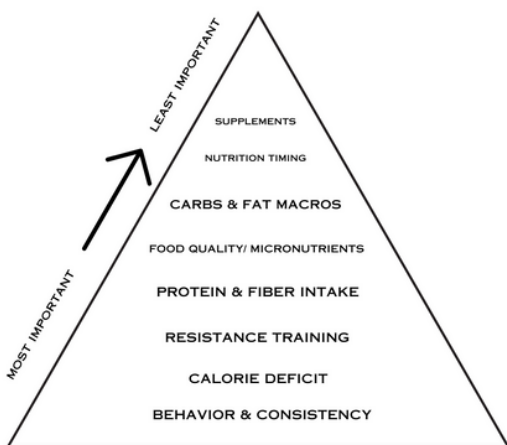 LEAST IMPORTANT
SUPPLEMENTS
NUTRITION TIMING
CARBS & FAT MACROS
FOOD QUALITY/ MICRONUTRIENTS
PROTEIN & FIBER INTAKE
MOST IMPORTANT
RESISTANCE TRAINING
CALORIE DEFICIT
BEHAVIOR & CONSISTENCY